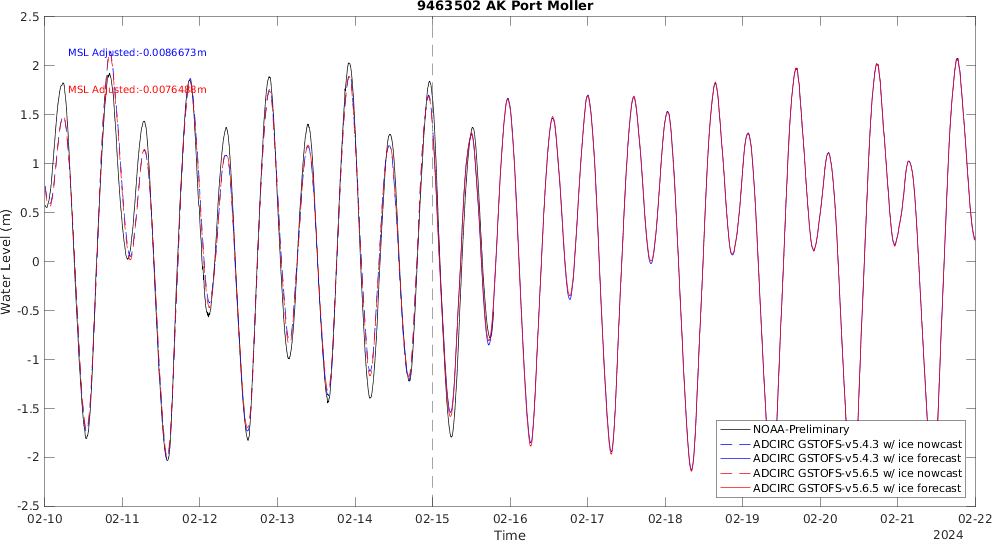 9463502 AK Port Moller
MSL Adjusted:-0.0086673m
MSL Adjusted:-0.0076488m
Water Level (m)
2.5
2
1.5
1
0.5
0
-0.5
-1
-1.5
-2
-2.5
NOAA-Preliminary
ADCIRC GSTOFS-v5.4.3 w/ ice nowcast
ADCIRC GSTOFS-v5.4.3 w/ ice forecast
ADCIRC GSTOFS-v5.6.5 w/ ice nowcast
ADCIRC GSTOFS-v5.6.5 w/ ice forecast
02-10 02-11 02-12 02-13 02-14 02-15 02-16 02-17 02-18 02-19 02-20 02-21 02-22
Time
2024